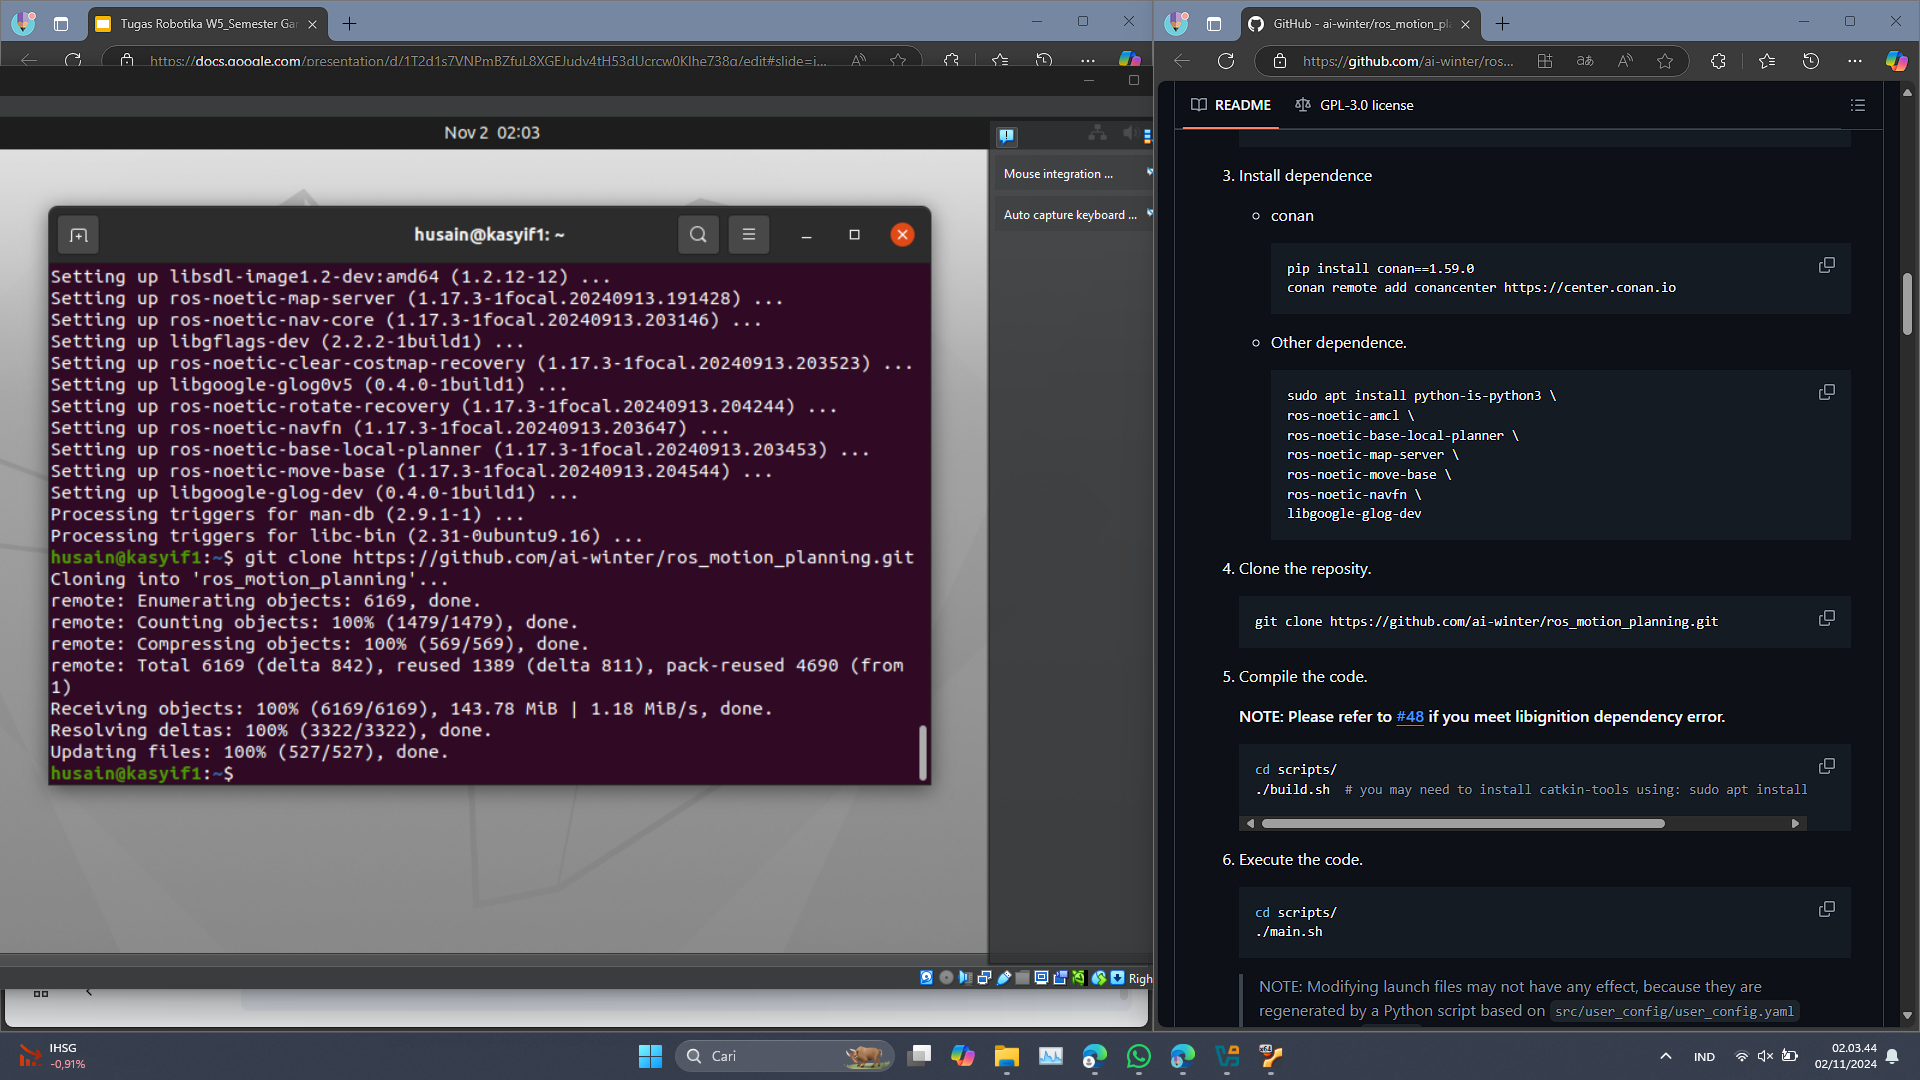 Tugas Robotika W5_Semester Gan
https://docs.google.com/presentation/d/1T2d1s7VNPmBZfuL8XGEJudv4tH53dUcrcw0Klhe738g/edit#slide=i...
Nov 2 02:03
Mouse integration ...
Auto capture keyboard ...
husain@kasyif1: ~
Setting up libsdl-image1.2-dev:amd64 (1.2.12-12) ...
Setting up ros-noetic-map-server (1.17.3-1focal.20240913.191428) ...
Setting up ros-noetic-nav-core (1.17.3-1focal.20240913.203146) ...
Setting up libgflags-dev (2.2.2-1build1) ...
Setting up ros-noetic-clear-costmap-recovery (1.17.3-1focal.20240913.203523) ...
Setting up libgoogle-glog0v5 (0.4.0-1build1) ...
Setting up ros-noetic-rotate-recovery (1.17.3-1focal.20240913.204244) ...
Setting up ros-noetic-navfn (1.17.3-1focal.20240913.203647) ...
Setting up ros-noetic-base-local-planner (1.17.3-1focal.20240913.203453) ...
Setting up ros-noetic-move-base (1.17.3-1focal.20240913.204544) ...
Setting up libgoogle-glog-dev (0.4.0-1build1) ...
Processing triggers for man-db (2.9.1-1) ...
Processing triggers for libc-bin (2.31-0ubuntu9.16) ...
husain@kasyif1:~$ git clone https://github.com/ai-winter/ros_motion_planning.git
Cloning into 'ros_motion_planning'...
remote: Enumerating objects: 6169, done.
remote: Counting objects: 100% (1479/1479), done.
remote: Compressing objects: 100% (569/569), done.
remote: Total 6169 (delta 842), reused 1389 (delta 811), pack-reused 4690 (from
1)
Receiving objects: 100% (6169/6169), 143.78 MiB | 1.18 MiB/s, done.
Resolving deltas: 100% (3322/3322), done.
Updating files: 100% (527/527), done.
husain@kasyif1:~$
Righ
GitHub - ai-winter/ros_motion_pl
https://github.com/ai-winter/ros...
README
GPL-3.0 license
3. Install dependence
conan
pip install conan==1.59.0
conan remote add conancenter https://center.conan.io
Other dependence.
sudo apt install python-is-python3 \
ros-noetic-amcl \
ros-noetic-base-local-planner \
ros-noetic-map-server \
ros-noetic-move-base \
ros-noetic-navfn \
libgoogle-glog-dev
4. Clone the reposity.
git clone https://github.com/ai-winter/ros_motion_planning.git
5. Compile the code.
NOTE: Please refer to #48 if you meet libignition dependency error.
cd scripts/
./build.sh # you may need to install catkin-tools using: sudo apt install
6. Execute the code.
cd scripts/
./main.sh
NOTE: Modifying launch files may not have any effect, because they are
regenerated by a Python script based on src/user_config/user_config.yaml
IHSG
-0,91%
Cari
IND
02.03.44
02/11/2024